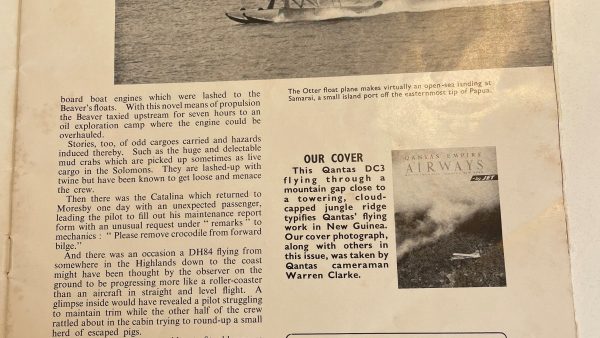 board boat engines which were lashed to the
Beaver's floats. With this novel means of propulsion
the Beaver taxied upstream for seven hours to an
oil exploration camp where the engine could be
overhauled.
Stories, too, of odd cargoes carried and hazards
induced thereby. Such as the huge and delectable
mud crabs which are picked up sometimes as live
cargo in the Solomons. They are lashed-up with
twine but have been known to get loose and menace
the crew.
Then there was the Catalina which returned to
Moresby one day with an unexpected passenger,
leading the pilot to fill out his maintenance report
form with an unusual request under " remarks " to
mechanics : " Please remove crocodile from forward
bilge."
And there was an occasion a DH84 flying from
somewhere in the Highlands down to the coast
might have been thought by the observer on the
ground to be progressing more like a roller-coaster
than an aircraft in straight and level flight. A
glimpse inside would have revealed a pilot struggling
to maintain trim while the other half of the crew
rattled about in the cabin trying to round-up a small
herd of escaped pigs.
The Otter float plane makes virtually an open-sea landing at
Samarai, a small island port off the easternmost tip of Papua.
OUR COVER
This Qantas DC3
flying through a
mountain gap close to
a towering, cloud-
capped jungle ridge
typifies Qantas' flying
work in New Guinea.
Our cover photograph,
along with others in
this issue, was taken by
Qantas cameraman
Warren Clarke.
QANTAS EMPIRE
AIRWAYS
JET